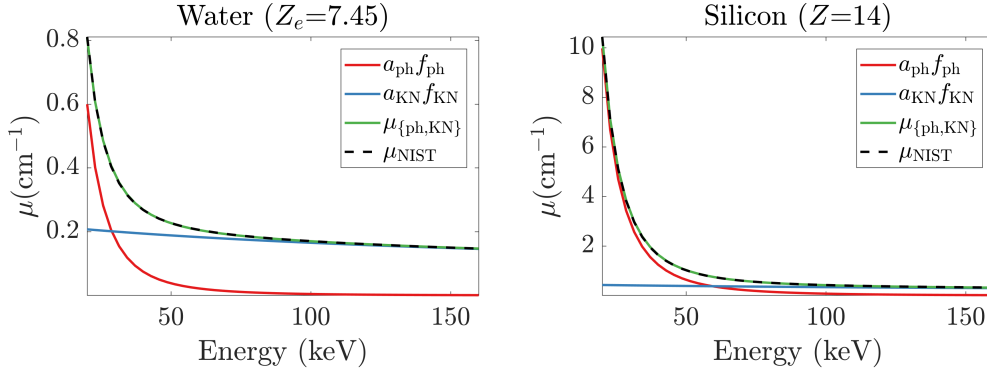 Water (Zₑ=7.45)
μ(cm⁻¹)
0.8
0.6
0.4
0.2
50
100
150
Energy (keV)
a_ph f_ph
a_KN f_KN
μ_{ph,KN}
μ_NIST
Silicon (Z=14)
μ(cm⁻¹)
10
8
6
4
2
50
100
150
Energy (keV)
a_ph f_ph
a_KN f_KN
μ_{ph,KN}
μ_NIST